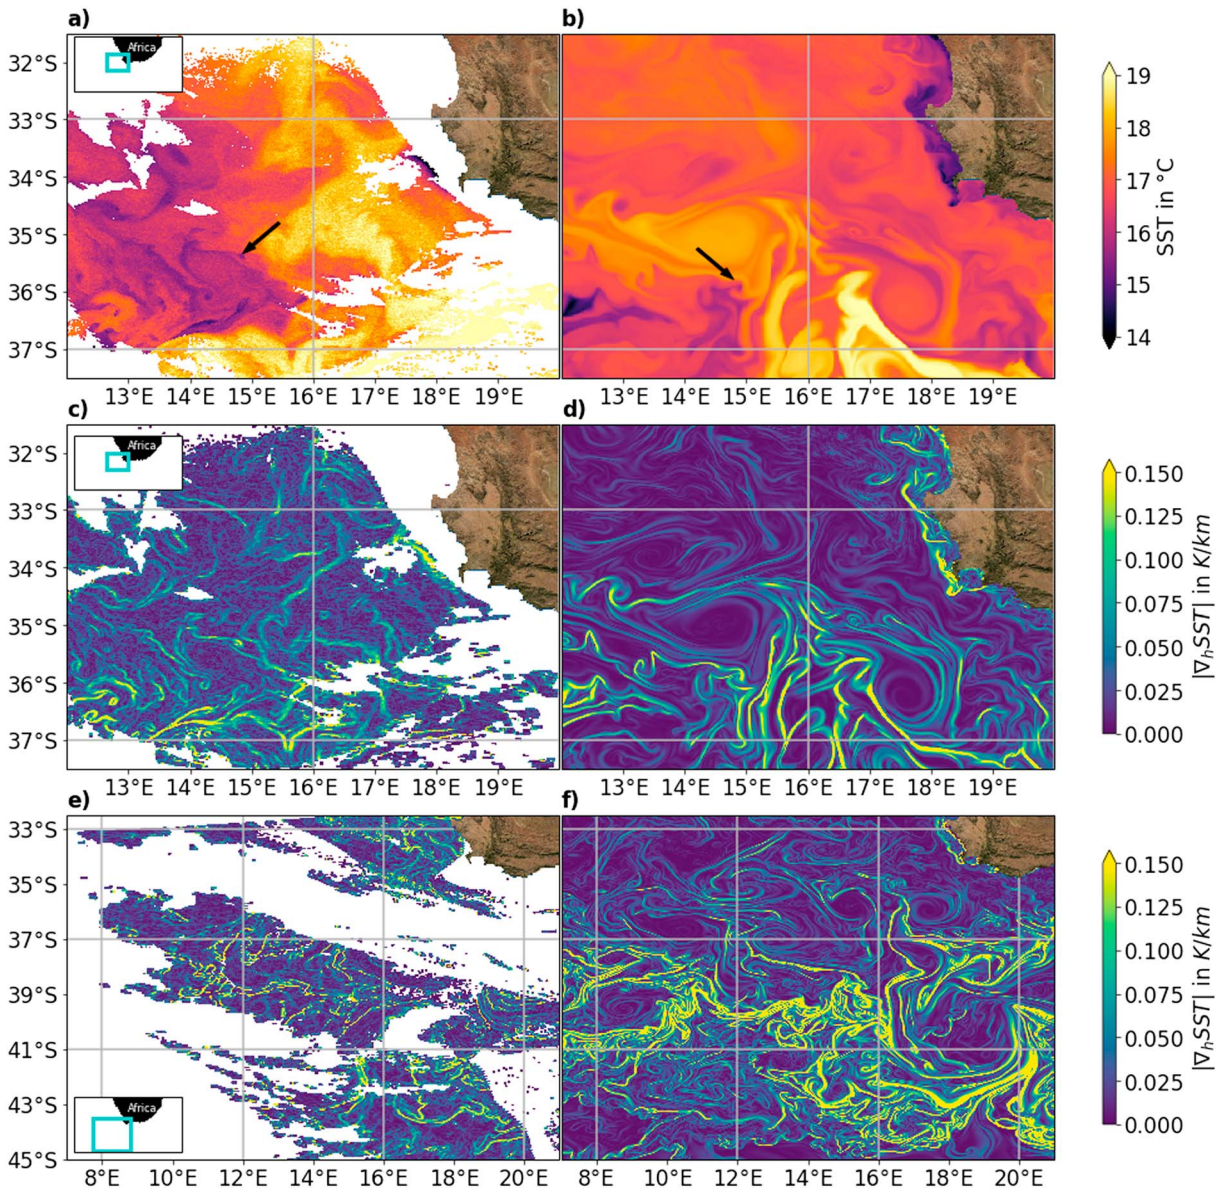 a)
b)
Africa
32°S
33°S
34°S
35°S
36°S
37°S
13°E 14°E 15°E 16°E 17°E 18°E 19°E
13°E 14°E 15°E 16°E 17°E 18°E 19°E
19
18
17
16
15
14
SST in °C
c)
d)
Africa
32°S
33°S
34°S
35°S
36°S
37°S
13°E 14°E 15°E 16°E 17°E 18°E 19°E
13°E 14°E 15°E 16°E 17°E 18°E 19°E
0.150
0.125
0.100
0.075
0.050
0.025
0.000
|∇hSST| in K/km
e)
f)
33°S
35°S
37°S
39°S
41°S
43°S
45°S
Africa
8°E 10°E 12°E 14°E 16°E 18°E 20°E
8°E 10°E 12°E 14°E 16°E 18°E 20°E
0.150
0.125
0.100
0.075
0.050
0.025
0.000
|∇hSST| in K/km